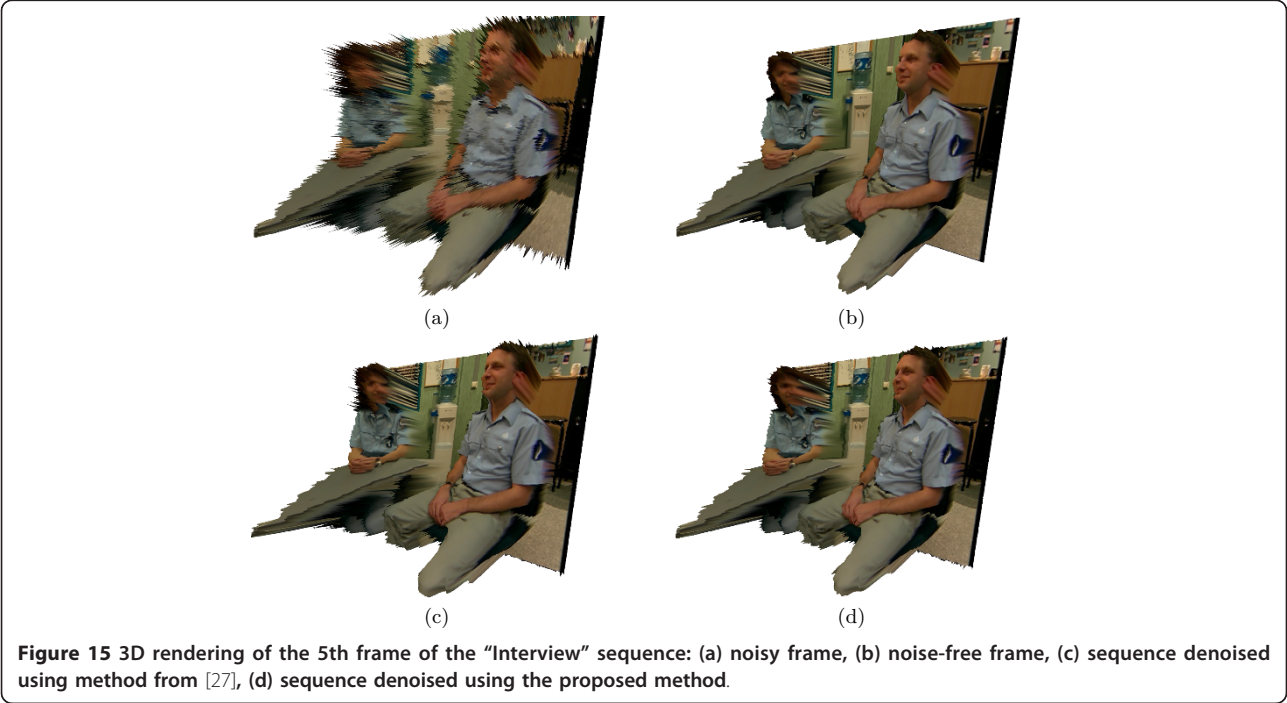 (a)
(b)
(c)
(d)
Figure 15 3D rendering of the 5th frame of the “Interview” sequence: (a) noisy frame, (b) noise-free frame, (c) sequence denoised
using method from [27], (d) sequence denoised using the proposed method.